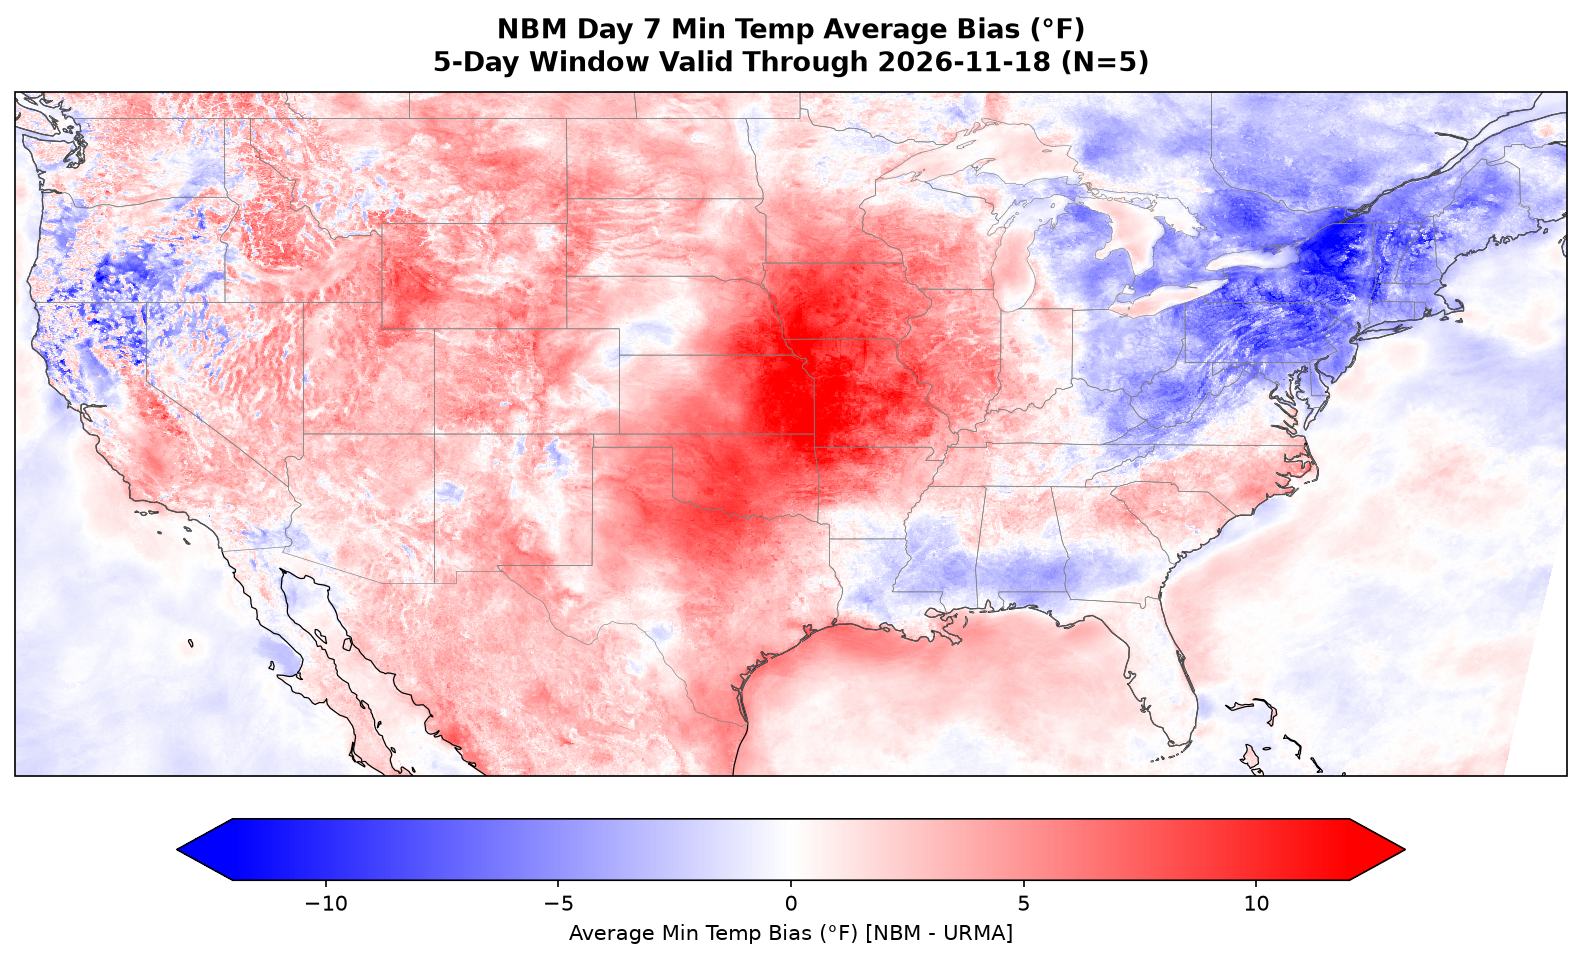 NBM Day 7 Min Temp Average Bias (°F)
5-Day Window Valid Through 2026-11-18 (N=5)
−10 −5 0 5 10
Average Min Temp Bias (°F) [NBM - URMA]